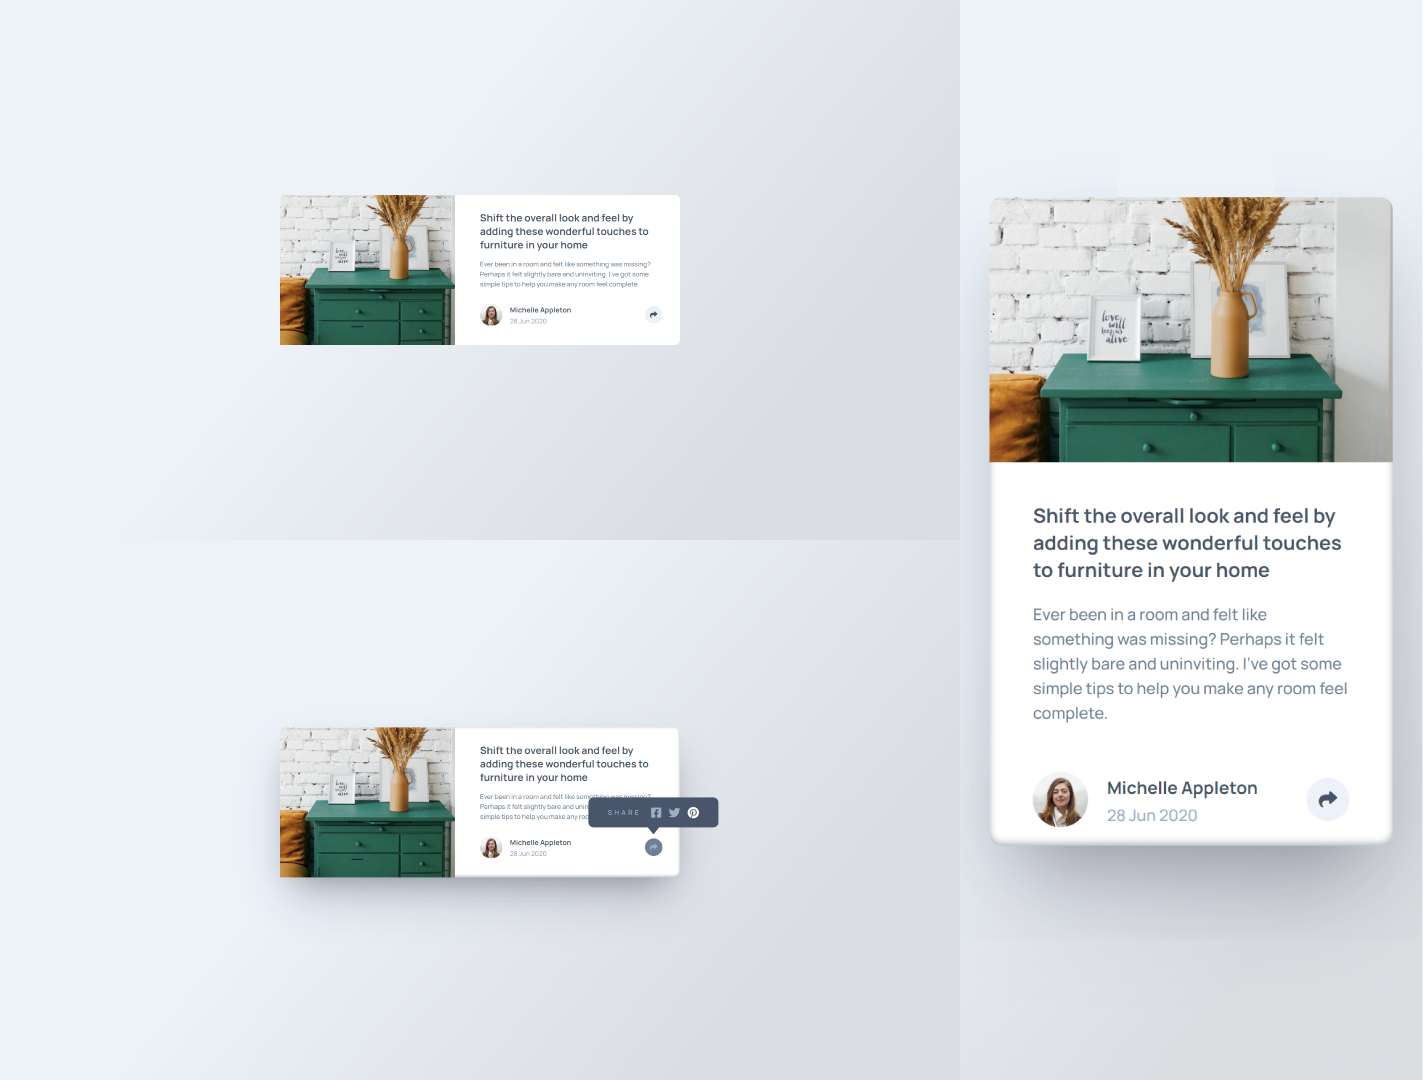 love
will
keep us
alive
Shift the overall look and feel by
adding these wonderful touches to
furniture in your home
Ever been in a room and felt like something was missing?
Perhaps it felt slightly bare and uninviting. I've got some
simple tips to help you make any room feel complete.
Michelle Appleton
28 Jun 2020
love
will
keep us
alive
Shift the overall look and feel by
adding these wonderful touches to
furniture in your home
Ever been in a room and felt like something was missing?
Perhaps it felt slightly bare and unin
simple tips to help you make any roo
SHARE
Michelle Appleton
28 Jun 2020
love
will
keep us
alive
Shift the overall look and feel by
adding these wonderful touches
to furniture in your home
Ever been in a room and felt like
something was missing? Perhaps it felt
slightly bare and uninviting. I've got some
simple tips to help you make any room feel
complete.
Michelle Appleton
28 Jun 2020